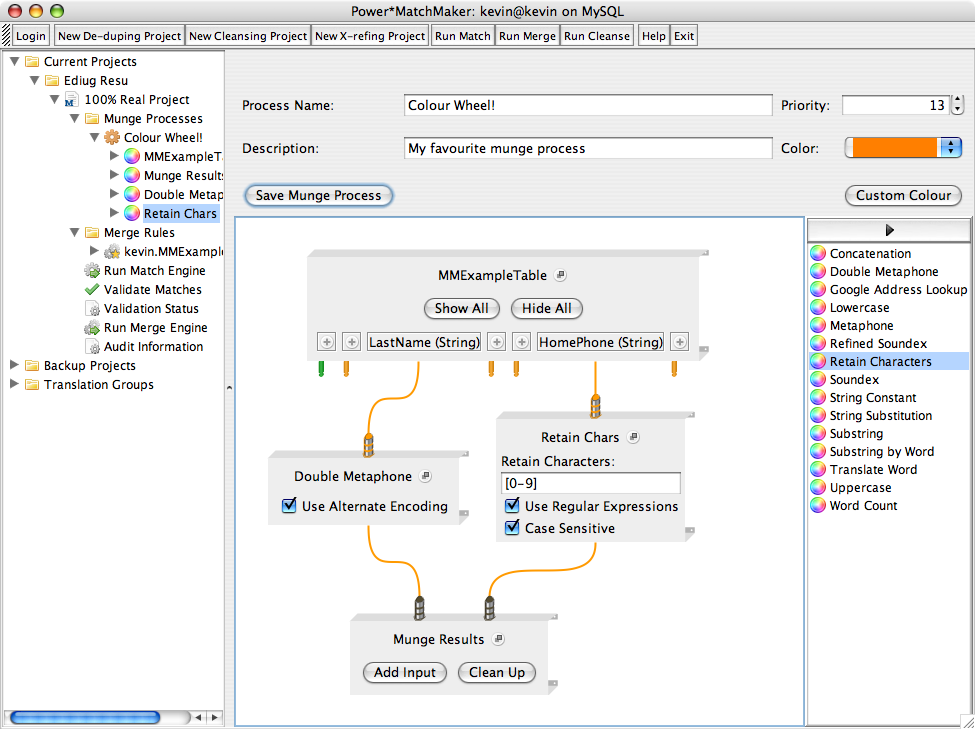 Power*MatchMaker: kevin@kevin on MySQL
Login New De-duping Project New Cleansing Project New X-refing Project Run Match Run Merge Run Cleanse Help Exit
Current Projects
Ediug Resu
100% Real Project
Munge Processes
Colour Wheel!
MMExampleTa
Munge Results
Double Metap
Retain Chars
Merge Rules
kevin.MMExample
Run Match Engine
Validate Matches
Validation Status
Run Merge Engine
Audit Information
Backup Projects
Translation Groups
Process Name: Colour Wheel! Priority: 13
Description: My favourite munge process Color:
Save Munge Process Custom Colour
MMExampleTable
Show All Hide All
LastName (String) HomePhone (String)
Double Metaphone
Use Alternate Encoding
Retain Chars
Retain Characters:
[0-9]
Use Regular Expressions
Case Sensitive
Munge Results
Add Input Clean Up
Concatenation
Double Metaphone
Google Address Lookup
Lowercase
Metaphone
Refined Soundex
Retain Characters
Soundex
String Constant
String Substitution
Substring
Substring by Word
Translate Word
Uppercase
Word Count